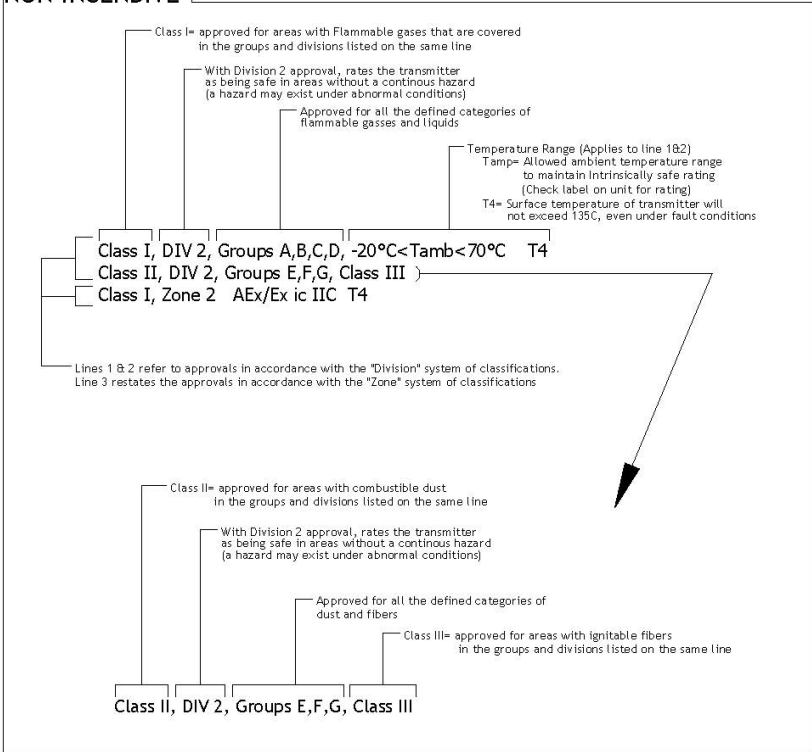 Class I= approved for areas with Flammable gases that are covered
in the groups and divisions listed on the same line
With Division 2 approval, rates the transmitter
as being safe in areas without a continous hazard
(a hazard may exist under abnormal conditions)
Approved for all the defined categories of
flammable gasses and liquids
Temperature Range (Applies to line 1&2)
Tamp= Allowed ambient temperature range
to maintain Intrinsically safe rating
(Check label on unit for rating)
T4= Surface temperature of transmitter will
not exceed 135C, even under fault conditions
Class I, DIV 2, Groups A,B,C,D, -20°C<Tamb<70°C T4
Class II, DIV 2, Groups E,F,G, Class III )
Class I, Zone 2 AEx/Ex ic IIC T4
Lines 1 & 2 refer to approvals in accordance with the "Division" system of classifications.
Line 3 restates the approvals in accordance with the "Zone" system of classifications
Class II= approved for areas with combustible dust
in the groups and divisions listed on the same line
With Division 2 approval, rates the transmitter
as being safe in areas without a continous hazard
(a hazard may exist under abnormal conditions)
Approved for all the defined categories of
dust and fibers
Class III= approved for areas with ignitable fibers
in the groups and divisions listed on the same line
Class II, DIV 2, Groups E,F,G, Class III